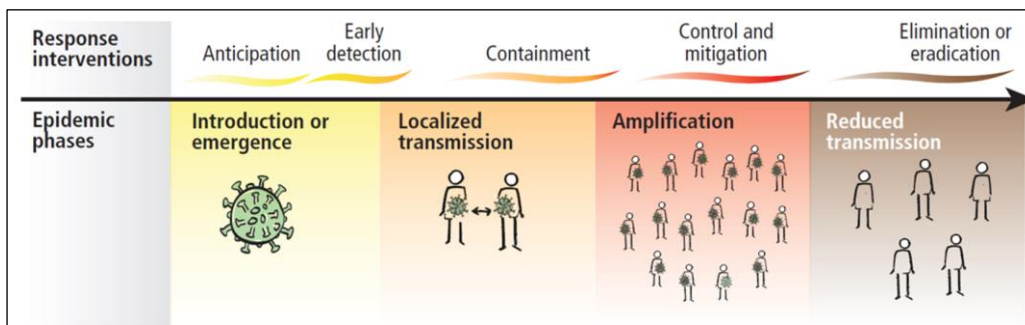 Response
interventions
Anticipation
Early
detection
Containment
Control and
mitigation
Elimination or
eradication
Epidemic
phases
Introduction or
emergence
Localized
transmission
Amplification
Reduced
transmission